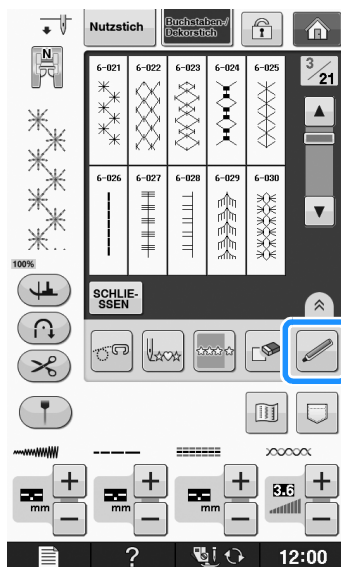 Nutzstich
Buchstaben-/
Dekorstich
N
3/21
6-021 6-022 6-023 6-024 6-025
6-026 6-027 6-028 6-029 6-030
100%
SCHLIE-
SSEN
+ + + +
mm mm mm 3.6
- - - -
? 12:00